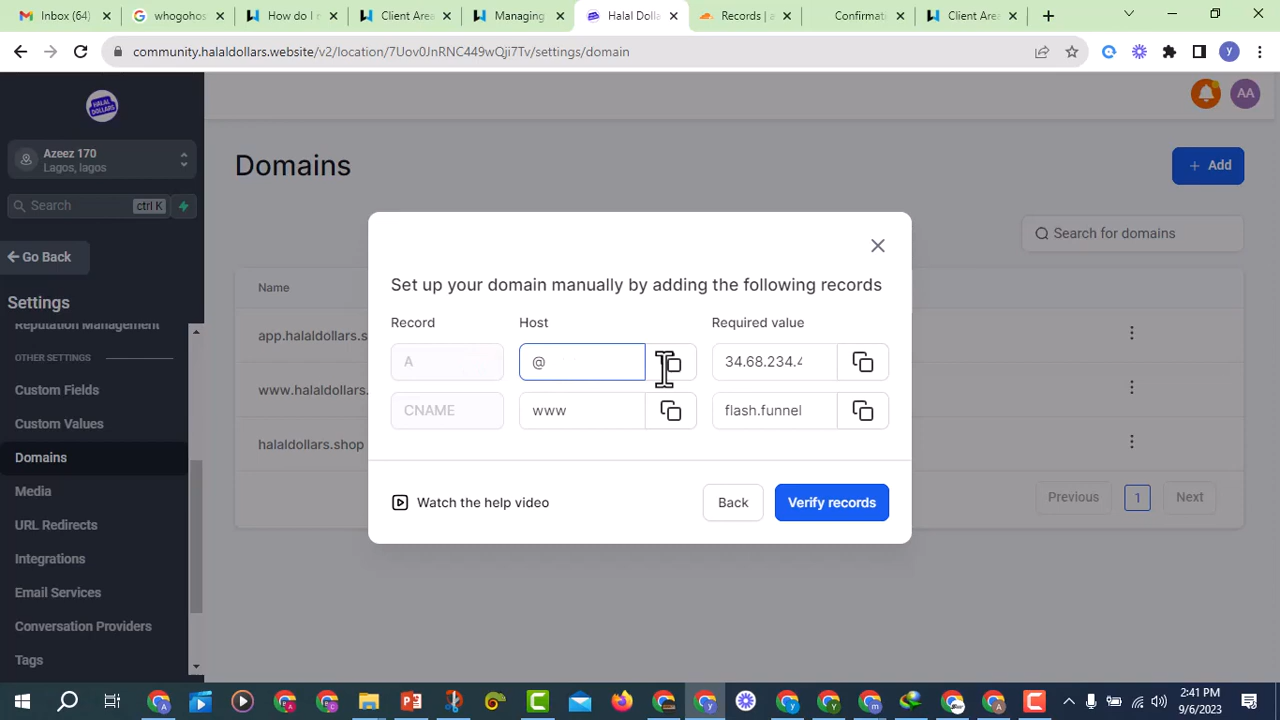 Inbox (64)
whogohos
How do I r
Client Area
Managing
Halal Dolla
Records | a
Confirmati
Client Area
community.halaldollars.website/v2/location/7Uov0JnRNC449wQji7Tv/settings/domain
y
HALAL DOLLARS
AA
Azeez 170
Lagos, lagos
Domains
+ Add
Search
ctrl K
Search for domains
Go Back
Settings
Name
Reputation Management
OTHER SETTINGS
Custom Fields
Custom Values
Domains
Media
URL Redirects
Integrations
Email Services
Conversation Providers
Tags
app.halaldollars.s
www.halaldollars.
halaldollars.shop
Previous
1
Next
Set up your domain manually by adding the following records
Record
Host
Required value
A
@
34.68.234.4
CNAME
www
flash.funnel
Watch the help video
Back
Verify records
2:41 PM
9/6/2023